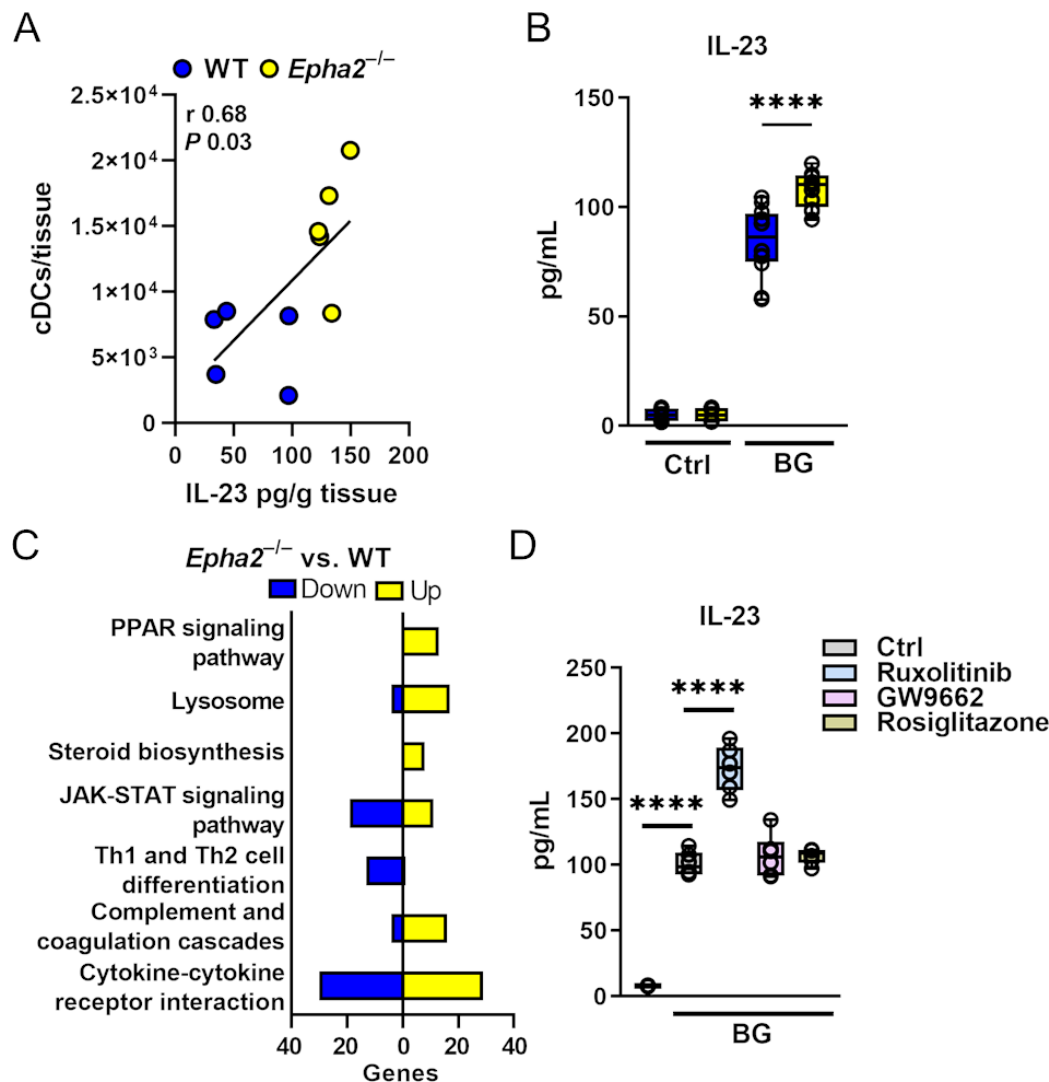 A
WT Epha2⁻/⁻
r 0.68
P 0.03
2.5×10⁴
2×10⁴
1.5×10⁴
1×10⁴
5×10³
0
cDCs/tissue
0 50 100 150 200
IL-23 pg/g tissue
B
IL-23
****
150
100
50
0
pg/mL
Ctrl BG
C
Epha2⁻/⁻ vs. WT
Down Up
PPAR signaling
pathway
Lysosome
Steroid biosynthesis
JAK-STAT signaling
pathway
Th1 and Th2 cell
differentiation
Complement and
coagulation cascades
Cytokine-cytokine
receptor interaction
40 20 0 20 40
Genes
D
IL-23
Ctrl
Ruxolitinib
GW9662
Rosiglitazone
****
****
250
200
150
100
50
0
pg/mL
BG